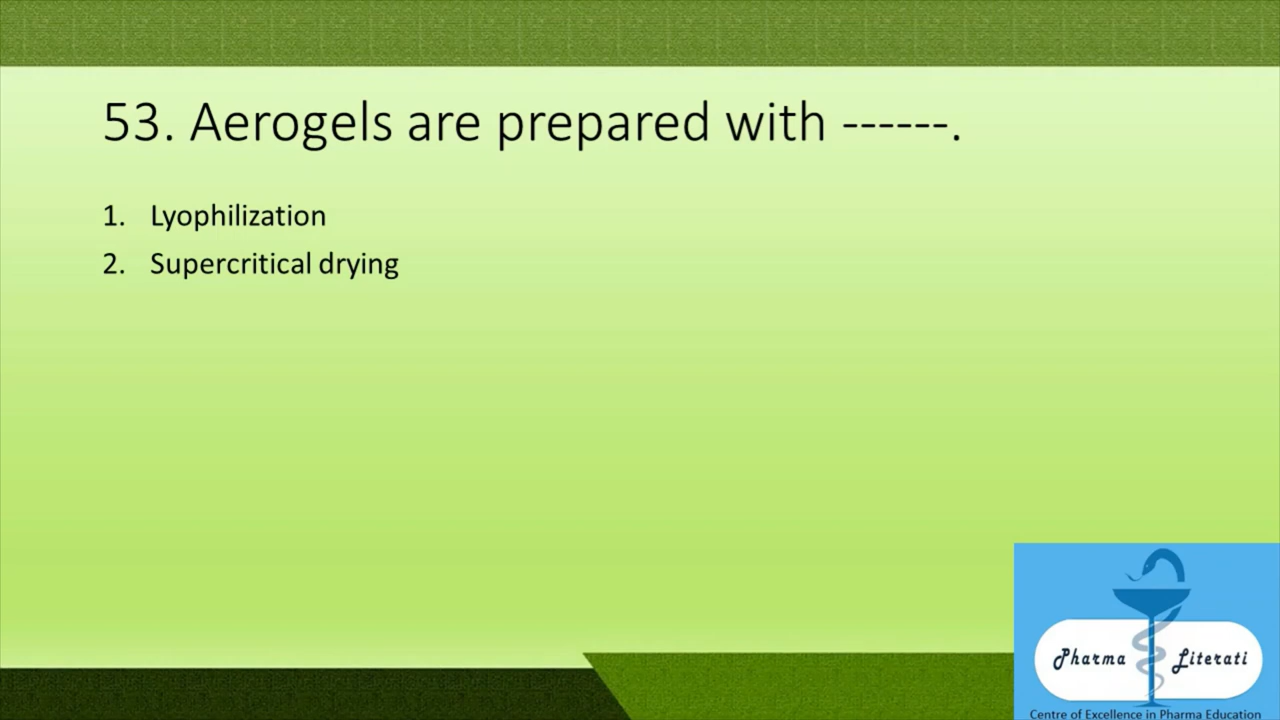 53. Aerogels are prepared with ------.
1. Lyophilization
2. Supercritical drying
Pharma Literati
Centre of Excellence in Pharma Education